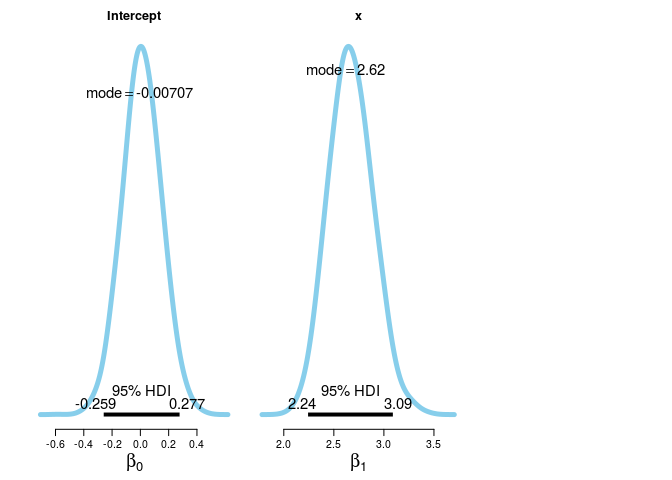 Intercept
mode = -0.00707
95% HDI
-0.259 0.277
-0.6 -0.4 -0.2 0.0 0.2 0.4
β0
x
mode = 2.62
95% HDI
2.24 3.09
2.0 2.5 3.0 3.5
β1